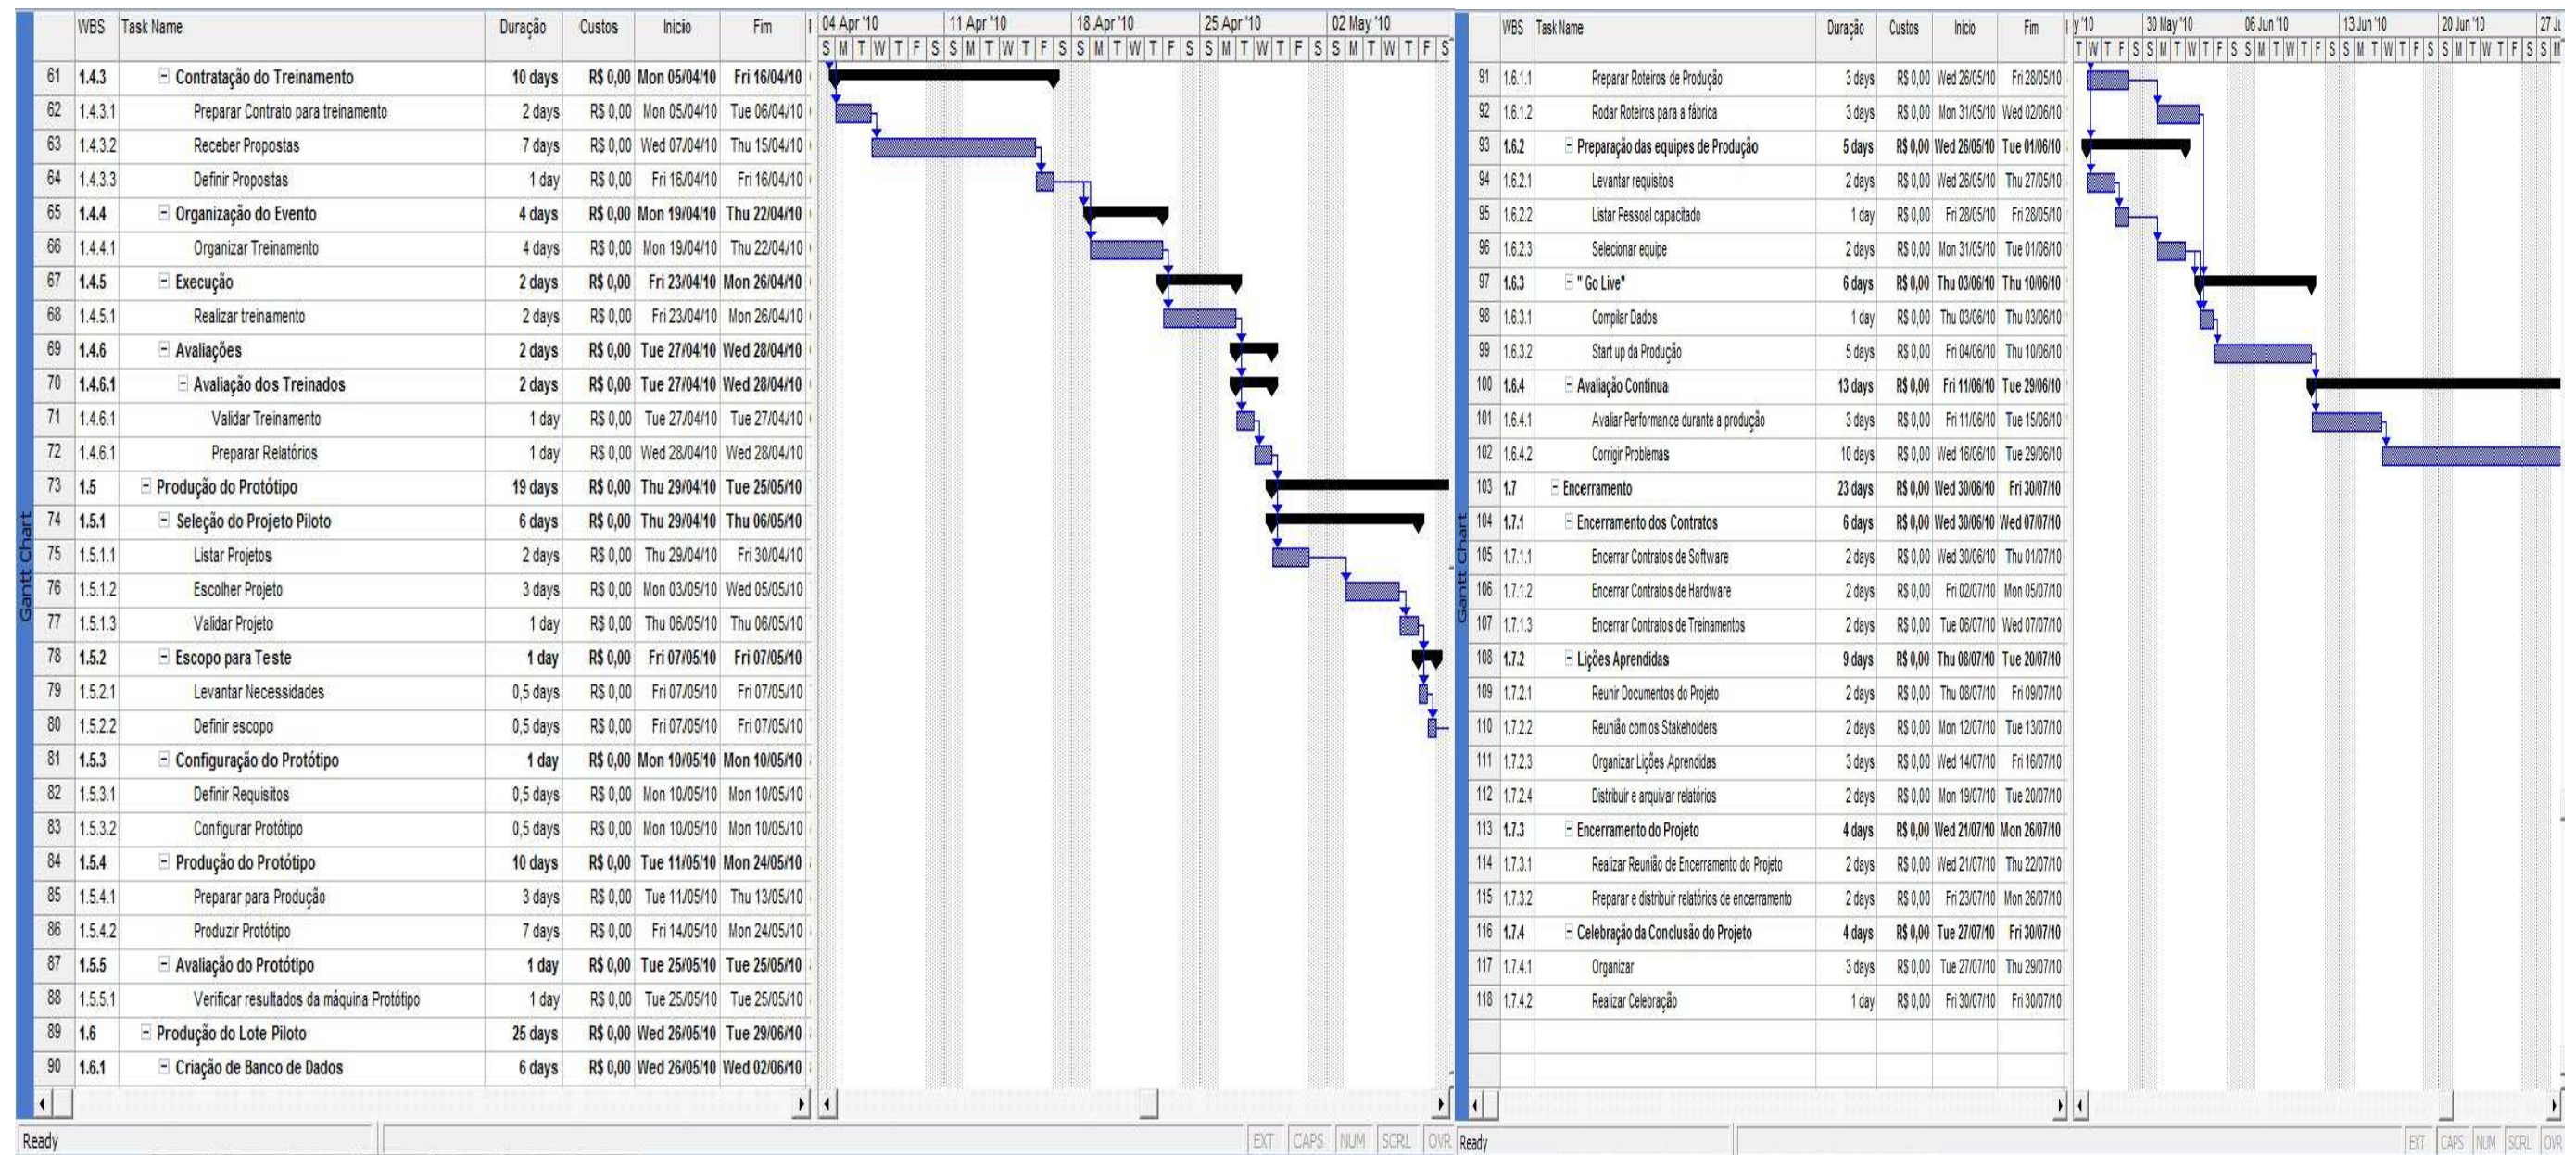 WBS Task Name Duração Custos Inicio Fim 04 Apr '10 11 Apr '10 18 Apr '10 25 Apr '10 02 May '10
S M T W T F S S M T W T F S S M T W T F S S M T W T F S S M T W T F S
61 1.4.3 Contratação do Treinamento 10 days R$ 0,00 Mon 05/04/10 Fri 16/04/10
62 1.4.3.1 Preparar Contrato para treinamento 2 days R$ 0,00 Mon 05/04/10 Tue 06/04/10
63 1.4.3.2 Receber Propostas 7 days R$ 0,00 Wed 07/04/10 Thu 15/04/10
64 1.4.3.3 Definir Propostas 1 day R$ 0,00 Fri 16/04/10 Fri 16/04/10
65 1.4.4 Organização do Evento 4 days R$ 0,00 Mon 19/04/10 Thu 22/04/10
66 1.4.4.1 Organizar Treinamento 4 days R$ 0,00 Mon 19/04/10 Thu 22/04/10
67 1.4.5 Execução 2 days R$ 0,00 Fri 23/04/10 Mon 26/04/10
68 1.4.5.1 Realizar treinamento 2 days R$ 0,00 Fri 23/04/10 Mon 26/04/10
69 1.4.6 Avaliações 2 days R$ 0,00 Tue 27/04/10 Wed 28/04/10
70 1.4.6.1 Avaliação dos Treinados 2 days R$ 0,00 Tue 27/04/10 Wed 28/04/10
71 1.4.6.1 Validar Treinamento 1 day R$ 0,00 Tue 27/04/10 Tue 27/04/10
72 1.4.6.1 Preparar Relatórios 1 day R$ 0,00 Wed 28/04/10 Wed 28/04/10
73 1.5 Produção do Protótipo 19 days R$ 0,00 Thu 29/04/10 Tue 25/05/10
74 1.5.1 Seleção do Projeto Piloto 6 days R$ 0,00 Thu 29/04/10 Thu 06/05/10
75 1.5.1.1 Listar Projetos 2 days R$ 0,00 Thu 29/04/10 Fri 30/04/10
76 1.5.1.2 Escolher Projeto 3 days R$ 0,00 Mon 03/05/10 Wed 05/05/10
77 1.5.1.3 Validar Projeto 1 day R$ 0,00 Thu 06/05/10 Thu 06/05/10
78 1.5.2 Escopo para Teste 1 day R$ 0,00 Fri 07/05/10 Fri 07/05/10
79 1.5.2.1 Levantar Necessidades 0,5 days R$ 0,00 Fri 07/05/10 Fri 07/05/10
80 1.5.2.2 Definir escopo 0,5 days R$ 0,00 Fri 07/05/10 Fri 07/05/10
81 1.5.3 Configuração do Protótipo 1 day R$ 0,00 Mon 10/05/10 Mon 10/05/10
82 1.5.3.1 Definir Requisitos 0,5 days R$ 0,00 Mon 10/05/10 Mon 10/05/10
83 1.5.3.2 Configurar Protótipo 0,5 days R$ 0,00 Mon 10/05/10 Mon 10/05/10
84 1.5.4 Produção do Protótipo 10 days R$ 0,00 Tue 11/05/10 Mon 24/05/10
85 1.5.4.1 Preparar para Produção 3 days R$ 0,00 Tue 11/05/10 Thu 13/05/10
86 1.5.4.2 Produzir Protótipo 7 days R$ 0,00 Fri 14/05/10 Mon 24/05/10
87 1.5.5 Avaliação do Protótipo 1 day R$ 0,00 Tue 25/05/10 Tue 25/05/10
88 1.5.5.1 Verificar resultados da máquina Protótipo 1 day R$ 0,00 Tue 25/05/10 Tue 25/05/10
89 1.6 Produção do Lote Piloto 25 days R$ 0,00 Wed 26/05/10 Tue 29/06/10
90 1.6.1 Criação de Banco de Dados 6 days R$ 0,00 Wed 26/05/10 Wed 02/06/10
Gantt Chart
Ready EXT CAPS NUM SCRL OVR
WBS Task Name Duração Custos Inicio Fim y '10 30 May '10 06 Jun '10 13 Jun '10 20 Jun '10 27 Ju
T W T F S S M T W T F S S M T W T F S S M T W T F S S M T W T F S S M
91 1.6.1.1 Preparar Roteiros de Produção 3 days R$ 0,00 Wed 26/05/10 Fri 28/05/10
92 1.6.1.2 Rodar Roteiros para a fábrica 3 days R$ 0,00 Mon 31/05/10 Wed 02/06/10
93 1.6.2 Preparação das equipes de Produção 5 days R$ 0,00 Wed 26/05/10 Tue 01/06/10
94 1.6.2.1 Levantar requisitos 2 days R$ 0,00 Wed 26/05/10 Thu 27/05/10
95 1.6.2.2 Listar Pessoal capacitado 1 day R$ 0,00 Fri 28/05/10 Fri 28/05/10
96 1.6.2.3 Selecionar equipe 2 days R$ 0,00 Mon 31/05/10 Tue 01/06/10
97 1.6.3 " Go Live" 6 days R$ 0,00 Thu 03/06/10 Thu 10/06/10
98 1.6.3.1 Compilar Dados 1 day R$ 0,00 Thu 03/06/10 Thu 03/06/10
99 1.6.3.2 Start up da Produção 5 days R$ 0,00 Fri 04/06/10 Thu 10/06/10
100 1.6.4 Avaliação Continua 13 days R$ 0,00 Fri 11/06/10 Tue 29/06/10
101 1.6.4.1 Avaliar Performance durante a produção 3 days R$ 0,00 Fri 11/06/10 Tue 15/06/10
102 1.6.4.2 Corrigir Problemas 10 days R$ 0,00 Wed 16/06/10 Tue 29/06/10
103 1.7 Encerramento 23 days R$ 0,00 Wed 30/06/10 Fri 30/07/10
104 1.7.1 Encerramento dos Contratos 6 days R$ 0,00 Wed 30/06/10 Wed 07/07/10
105 1.7.1.1 Encerrar Contratos de Software 2 days R$ 0,00 Wed 30/06/10 Thu 01/07/10
106 1.7.1.2 Encerrar Contratos de Hardware 2 days R$ 0,00 Fri 02/07/10 Mon 05/07/10
107 1.7.1.3 Encerrar Contratos de Treinamentos 2 days R$ 0,00 Tue 06/07/10 Wed 07/07/10
108 1.7.2 Lições Aprendidas 9 days R$ 0,00 Thu 08/07/10 Tue 20/07/10
109 1.7.2.1 Reunir Documentos do Projeto 2 days R$ 0,00 Thu 08/07/10 Fri 09/07/10
110 1.7.2.2 Reunião com os Stakeholders 2 days R$ 0,00 Mon 12/07/10 Tue 13/07/10
111 1.7.2.3 Organizar Lições Aprendidas 3 days R$ 0,00 Wed 14/07/10 Fri 16/07/10
112 1.7.2.4 Distribuir e arquivar relatórios 2 days R$ 0,00 Mon 19/07/10 Tue 20/07/10
113 1.7.3 Encerramento do Projeto 4 days R$ 0,00 Wed 21/07/10 Mon 26/07/10
114 1.7.3.1 Realizar Reunião de Encerramento do Projeto 2 days R$ 0,00 Wed 21/07/10 Thu 22/07/10
115 1.7.3.2 Preparar e distribuir relatórios de encerramento 2 days R$ 0,00 Fri 23/07/10 Mon 26/07/10
116 1.7.4 Celebração da Conclusão do Projeto 4 days R$ 0,00 Tue 27/07/10 Fri 30/07/10
117 1.7.4.1 Organizar 3 days R$ 0,00 Tue 27/07/10 Thu 29/07/10
118 1.7.4.2 Realizar Celebração 1 day R$ 0,00 Fri 30/07/10 Fri 30/07/10
Gantt Chart
Ready EXT CAPS NUM SCRL OVR